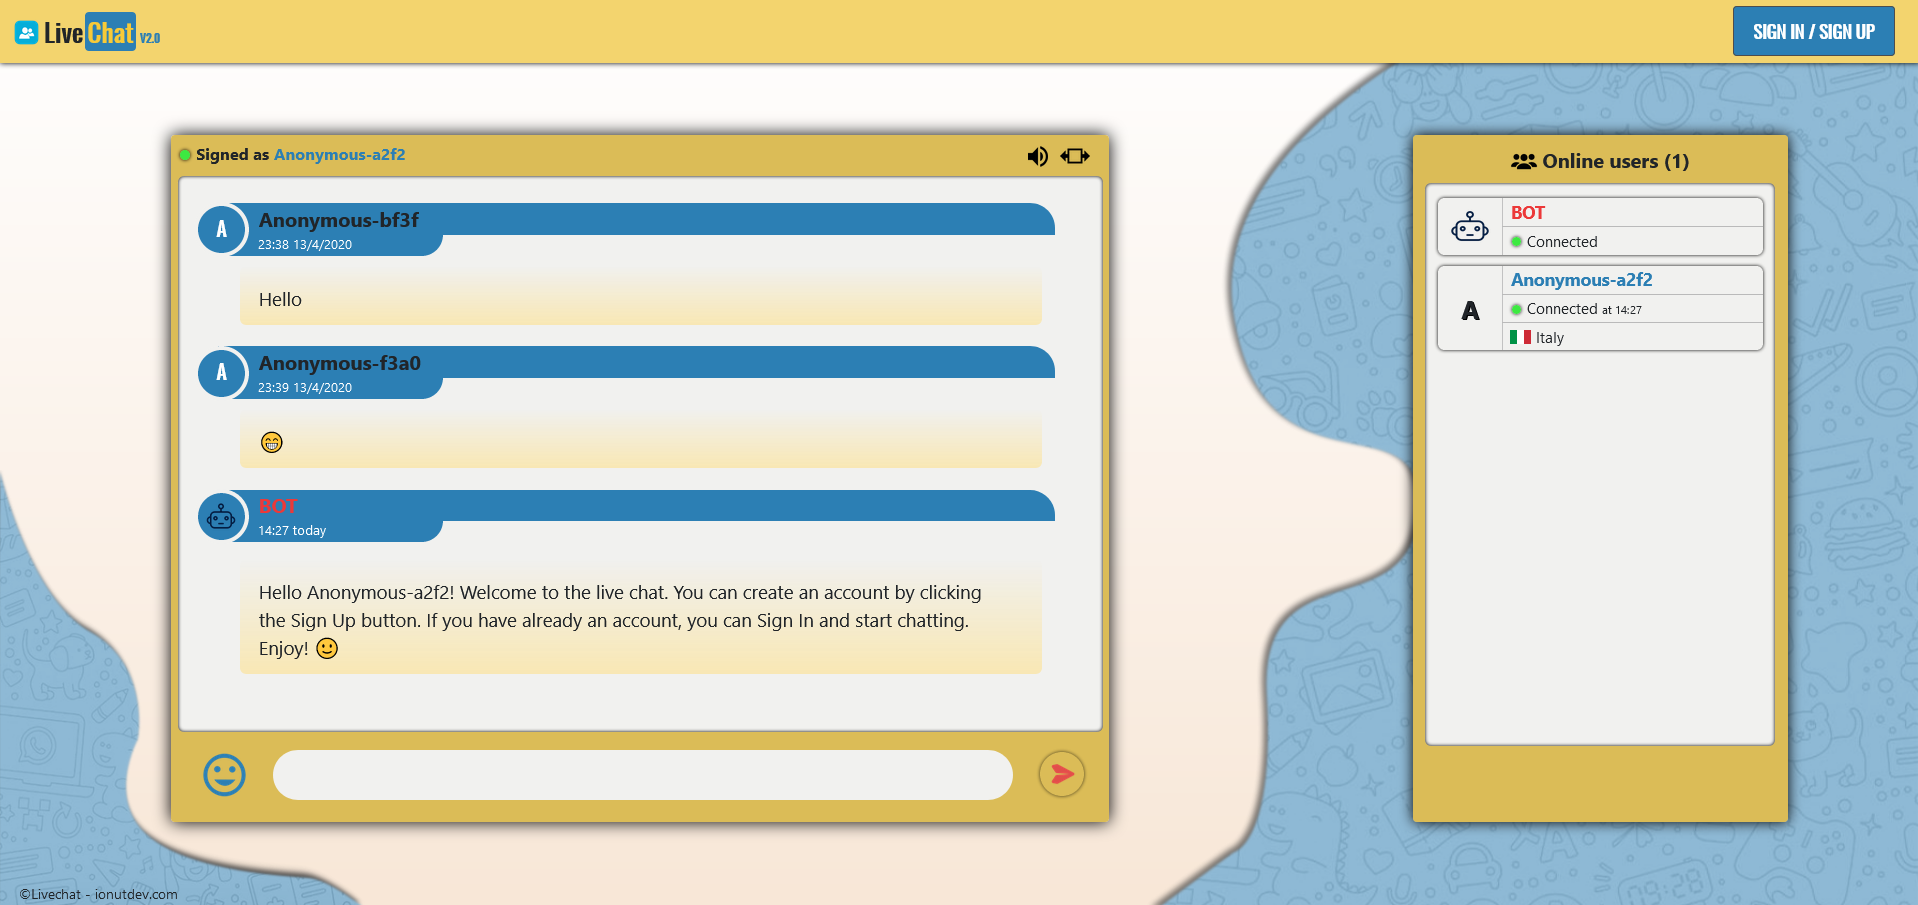 LiveChat V2.0
SIGN IN / SIGN UP
Signed as Anonymous-a2f2
A
Anonymous-bf3f
23:38 13/4/2020
Hello
A
Anonymous-f3a0
23:39 13/4/2020
😁
BOT
14:27 today
Hello Anonymous-a2f2! Welcome to the live chat. You can create an account by clicking
the Sign Up button. If you have already an account, you can Sign In and start chatting.
Enjoy! 🙂
Online users (1)
BOT
Connected
A
Anonymous-a2f2
Connected at 14:27
Italy
©Livechat - ionutdev.com